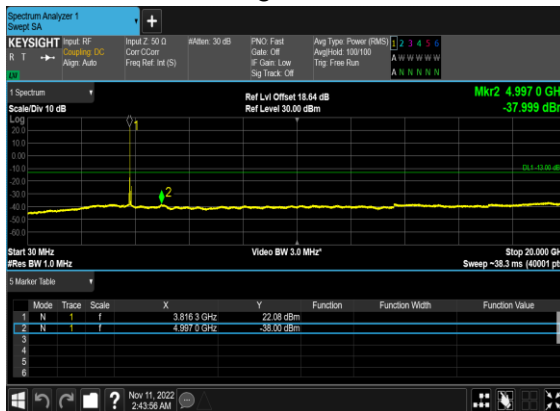 Spectrum Analyzer 1
Swept SA
+
KEYSIGHT Input: RF Input Z: 50 Ω #Atten: 30 dB PNO: Fast Avg Type: Power (RMS) 1 2 3 4 5 6
R T Coupling: DC Corr CCorr Gate: Off Avg|Hold: 100/100 A W W W W W
Align: Auto Freq Ref: Int (S) IF Gain: Low Trig: Free Run
LXI Sig Track: Off A N N N N N
1 Spectrum Ref Lvl Offset 18.64 dB Mkr2 4.997 0 GH
Scale/Div 10 dB Ref Level 30.00 dBm -37.999 dBr
Log
1
20.0
10.0
0.00
-10.0
DL1 -13.00 dB
-20.0
-30.0
2
-40.0
-50.0
-60.0
Start 30 MHz Video BW 3.0 MHz* Stop 20.000 GH
#Res BW 1.0 MHz Sweep ~38.3 ms (40001 pt
5 Marker Table
Mode Trace Scale X Y Function Function Width Function Value
1 N 1 f 3.816 3 GHz 22.08 dBm
2 N 1 f 4.997 0 GHz -38.00 dBm
3
4
5
6
? Nov 11, 2022
2:43:56 AM